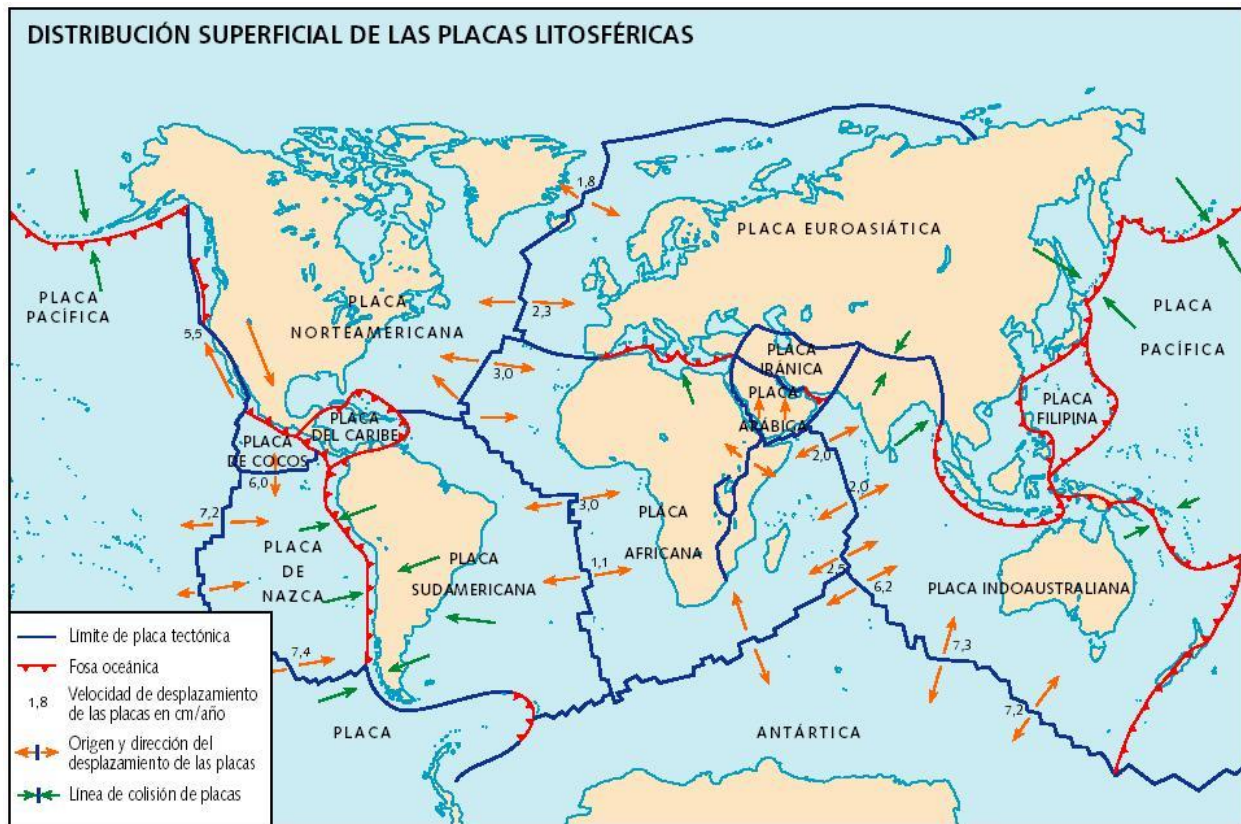 DISTRIBUCIÓN SUPERFICIAL DE LAS PLACAS LITOSFÉRICAS
1,8
PLACA EUROASIÁTICA
PLACA
PACÍFICA
PLACA
NORTEAMERICANA
2,3
PLACA
PACÍFICA
5,5
3,0
PLACA
IRÁNICA
PLACA
ARÁBICA
PLACA
FILIPINA
PLACA
DEL CARIBE
PLACA
DE COCOS
6,0
2,0
2,0
7,2
3,0
PLACA
AFRICANA
PLACA
DE
NAZCA
PLACA
SUDAMERICANA
1,1
2,5
6,2
PLACA INDOAUSTRALIANA
7,4
7,3
7,2
PLACA
ANTÁRTICA
Límite de placa tectónica
Fosa oceánica
1,8
Velocidad de desplazamiento
de las placas en cm/año
Origen y dirección del
desplazamiento de las placas
Línea de colisión de placas